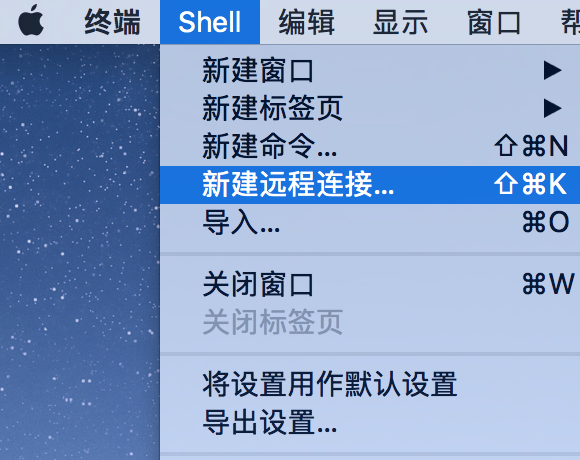 终端 Shell 编辑 显示 窗口
新建窗口 ▶
新建标签页 ▶
新建命令... ⇧⌘N
新建远程连接... ⇧⌘K
导入... ⌘O
关闭窗口 ⌘W
关闭标签页
将设置用作默认设置
导出设置...